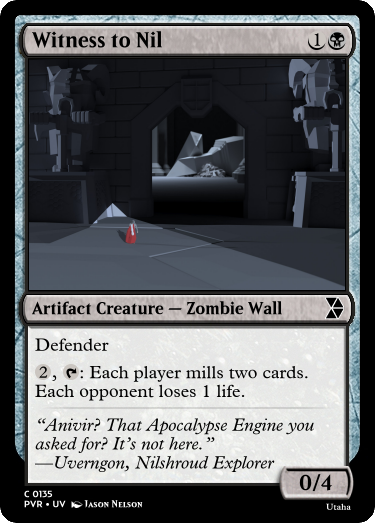 Witness to Nil 1
Artifact Creature — Zombie Wall
Defender
2, : Each player mills two cards.
Each opponent loses 1 life.
“Anivir? That Apocalypse Engine you
asked for? It’s not here.”
—Uverngon, Nilshroud Explorer
0/4
C 0135
PVR • UV Jason Nelson
Utaha